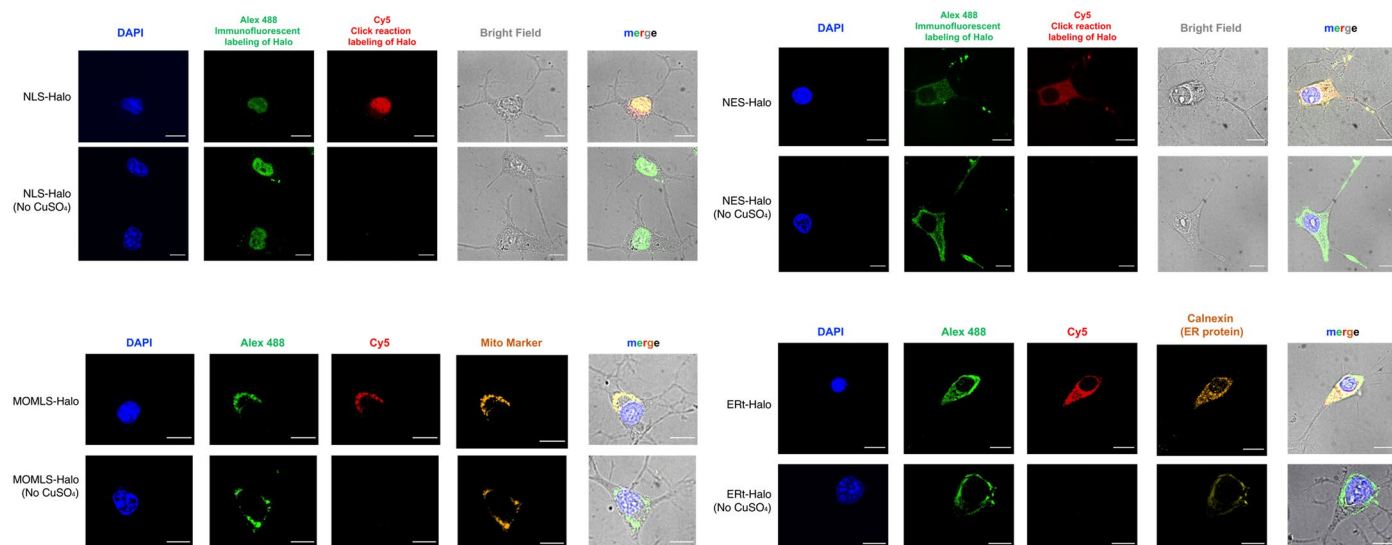 DAPI
Alex 488
Immunofluorescent
labeling of Halo
Cy5
Click reaction
labeling of Halo
Bright Field
merge
NLS-Halo
NLS-Halo
(No CuSO₄)
DAPI
Alex 488
Immunofluorescent
labeling of Halo
Cy5
Click reaction
labeling of Halo
Bright Field
merge
NES-Halo
NES-Halo
(No CuSO₄)
DAPI
Alex 488
Cy5
Mito Marker
merge
MOMLS-Halo
MOMLS-Halo
(No CuSO₄)
DAPI
Alex 488
Cy5
Calnexin
(ER protein)
merge
ERt-Halo
ERt-Halo
(No CuSO₄)